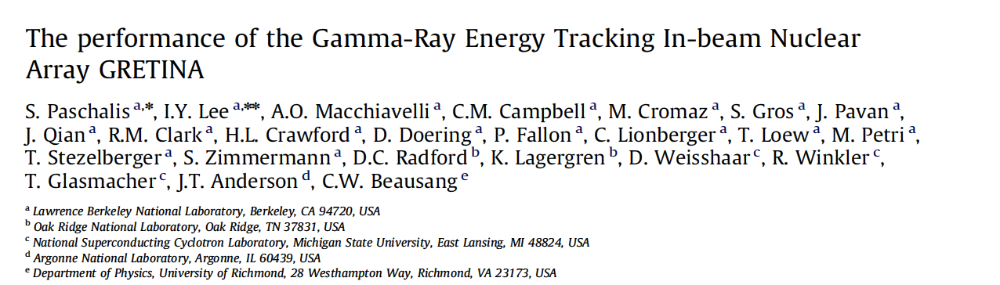 The performance of the Gamma-Ray Energy Tracking In-beam Nuclear
Array GRETINA
S. Paschalis a,*, I.Y. Lee a,**, A.O. Macchiavelli a, C.M. Campbell a, M. Cromaz a, S. Gros a, J. Pavan a,
J. Qian a, R.M. Clark a, H.L. Crawford a, D. Doering a, P. Fallon a, C. Lionberger a, T. Loew a, M. Petri a,
T. Stezelberger a, S. Zimmermann a, D.C. Radford b, K. Lagergren b, D. Weisshaar c, R. Winkler c,
T. Glasmacher c, J.T. Anderson d, C.W. Beausang e
a Lawrence Berkeley National Laboratory, Berkeley, CA 94720, USA
b Oak Ridge National Laboratory, Oak Ridge, TN 37831, USA
c National Superconducting Cyclotron Laboratory, Michigan State University, East Lansing, MI 48824, USA
d Argonne National Laboratory, Argonne, IL 60439, USA
e Department of Physics, University of Richmond, 28 Westhampton Way, Richmond, VA 23173, USA